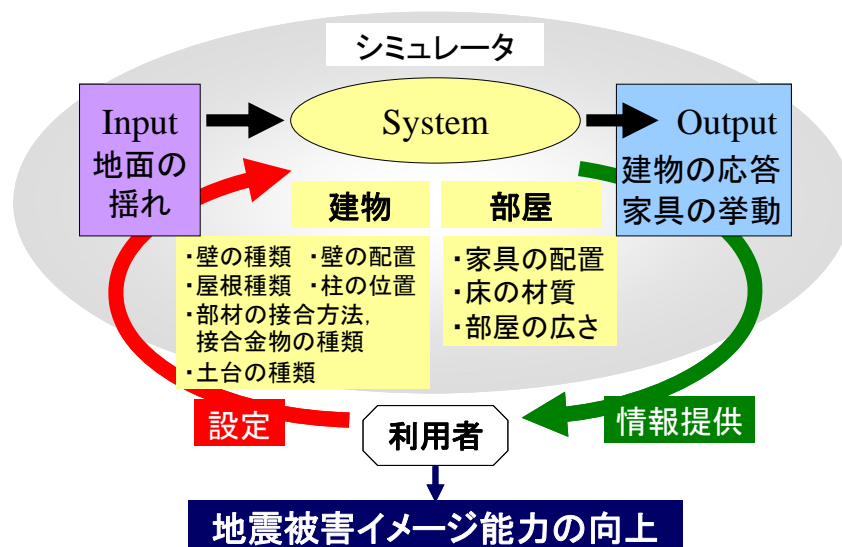 シミュレータ
Input
地面の
揺れ
System
Output
建物の応答
家具の挙動
建物
部屋
・壁の種類 ・壁の配置
・屋根種類 ・柱の位置
・部材の接合方法,
接合金物の種類
・土台の種類
・家具の配置
・床の材質
・部屋の広さ
設定
利用者
情報提供
地震被害イメージ能力の向上